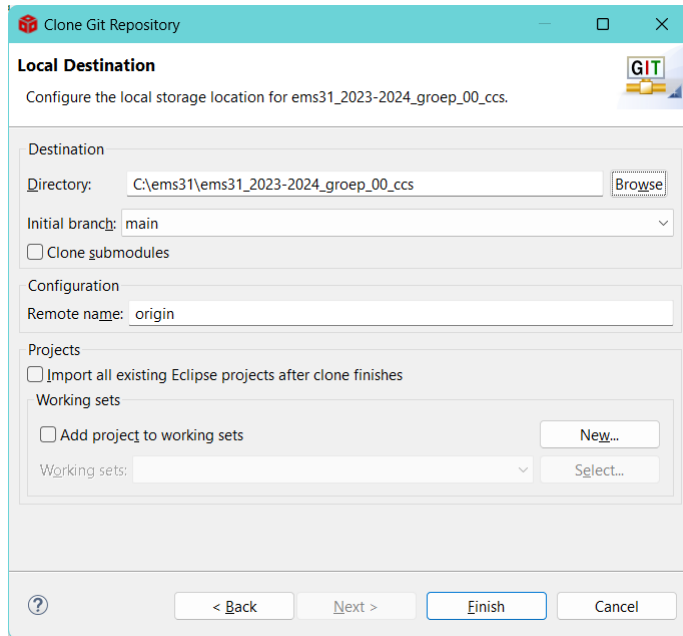 Clone Git Repository
Local Destination
GIT
Configure the local storage location for ems31_2023-2024_groep_00_ccs.
Destination
Directory: C:\ems31\ems31_2023-2024_groep_00_ccs Browse
Initial branch: main
Clone submodules
Configuration
Remote name: origin
Projects
Import all existing Eclipse projects after clone finishes
Working sets
Add project to working sets New...
Working sets: Select...
? < Back Next > Finish Cancel